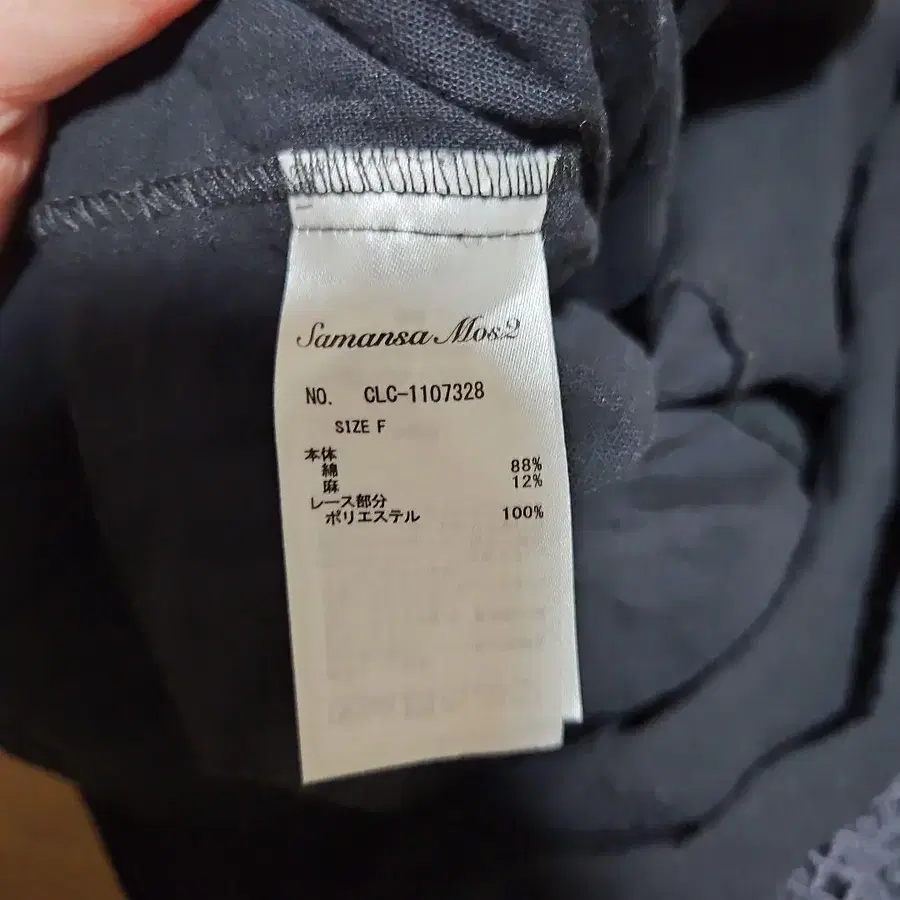 Samansa Mos2
NO. CLC-1107328
SIZE F
本体
綿 88%
麻 12%
レース部分
ポリエステル 100%